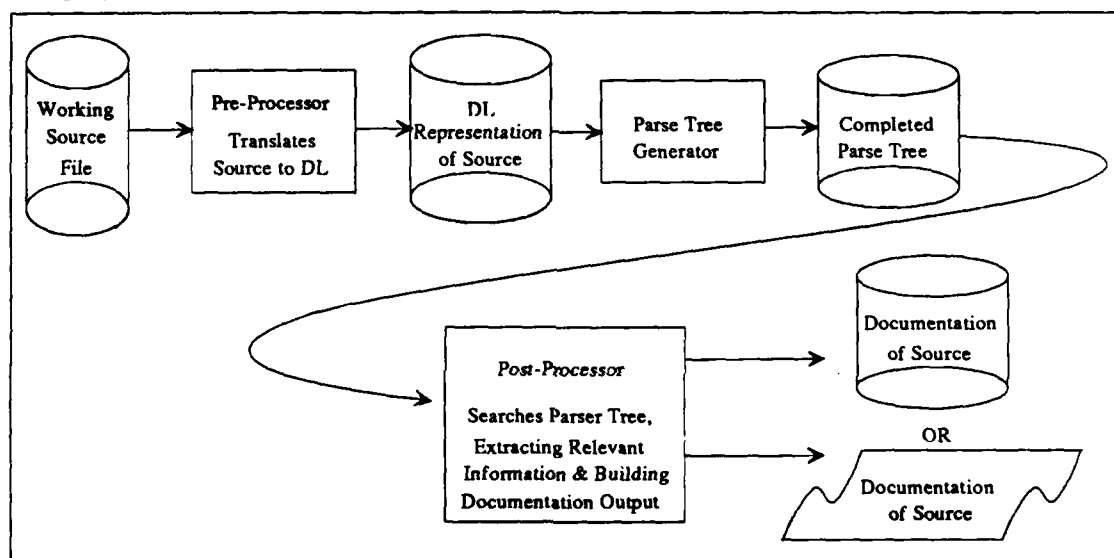 Working
Source
File
Pre-Processor
Translates
Source to DL
DL
Representation
of Source
Parse Tree
Generator
Completed
Parse Tree
Post-Processor
Searches Parser Tree,
Extracting Relevant
Information & Building
Documentation Output
Documentation
of Source
OR
Documentation
of Source